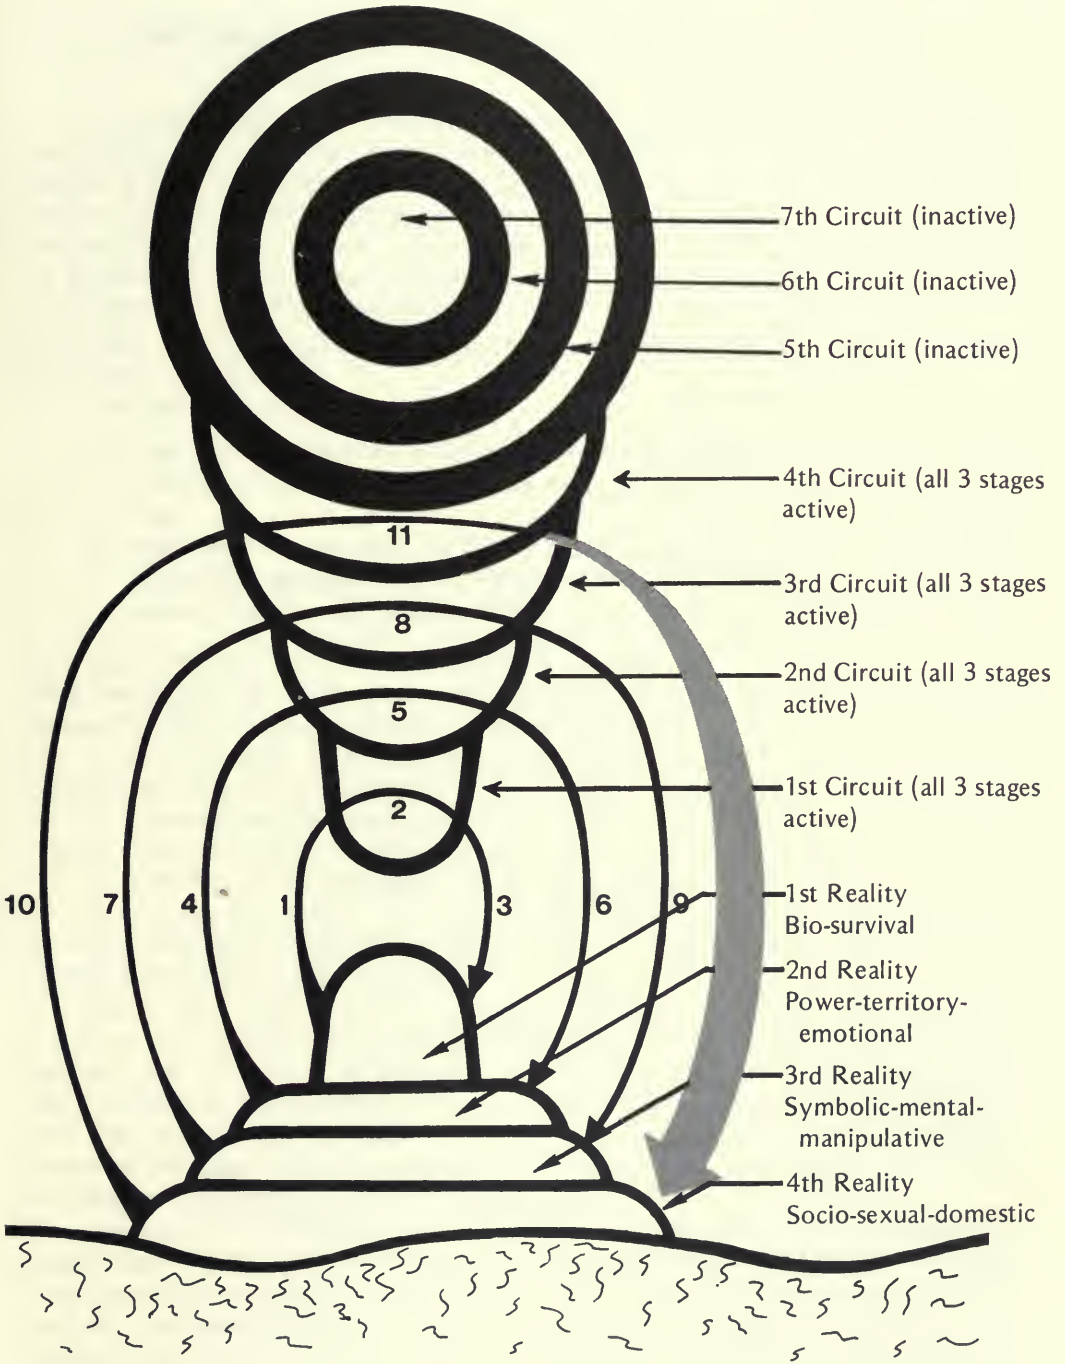 7th Circuit (inactive)
6th Circuit (inactive)
5th Circuit (inactive)
4th Circuit (all 3 stages
active)
11
3rd Circuit (all 3 stages
active)
8
2nd Circuit (all 3 stages
active)
5
1st Circuit (all 3 stages
active)
2
10 7 4 1 3 6 9
1st Reality
Bio-survival
2nd Reality
Power-territory-
emotional
3rd Reality
Symbolic-mental-
manipulative
4th Reality
Socio-sexual-domestic